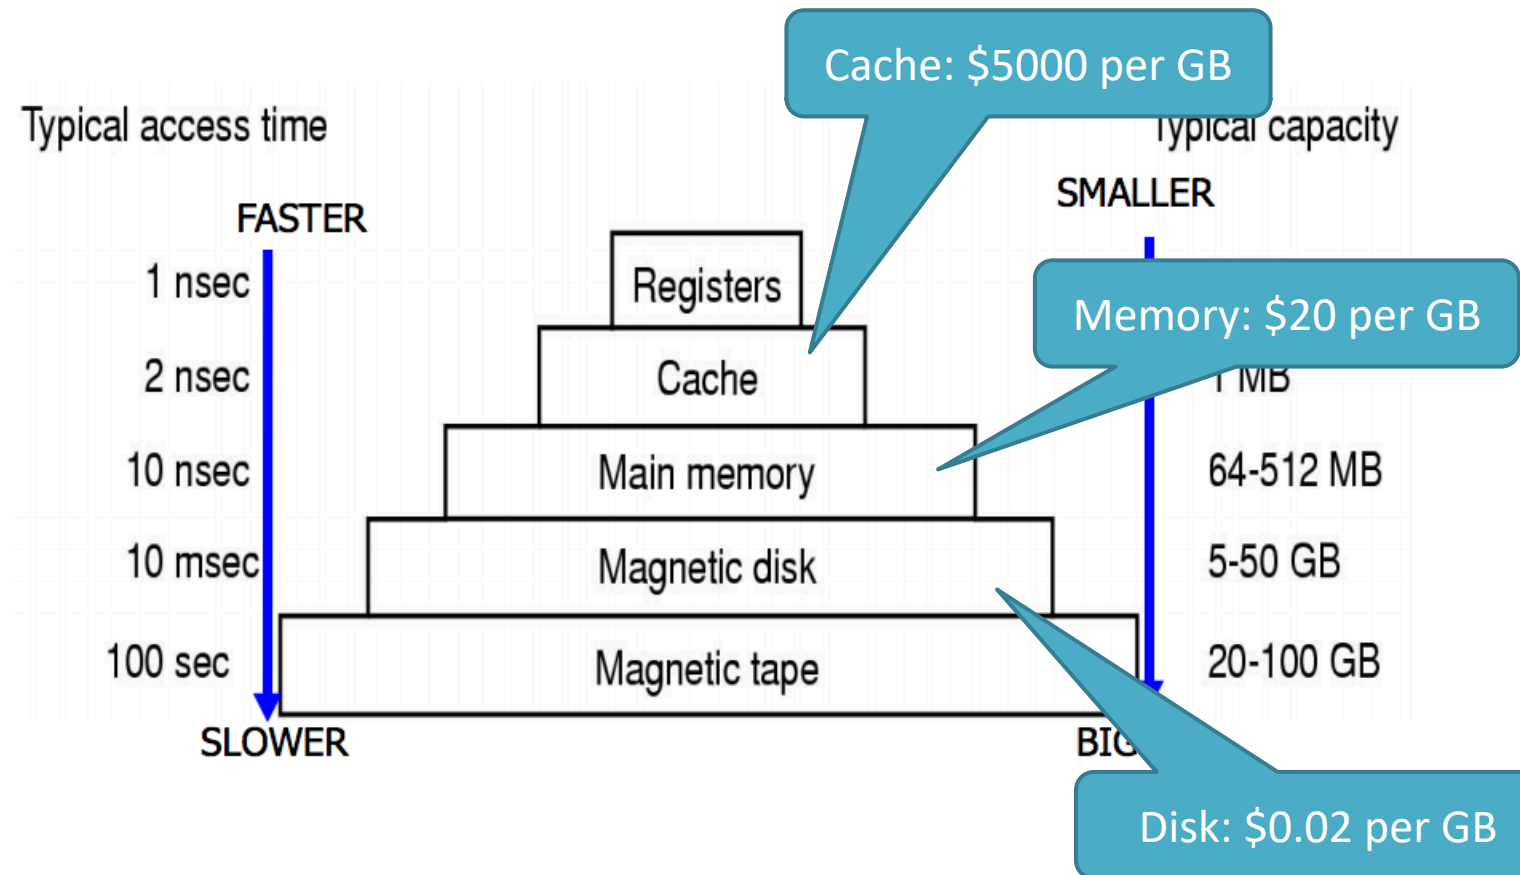 Cache: $5000 per GB
Typical access time
Typical capacity
SMALLER
FASTER
1 nsec
Registers
Memory: $20 per GB
2 nsec
Cache
1 MB
10 nsec
Main memory
64-512 MB
10 msec
Magnetic disk
5-50 GB
100 sec
Magnetic tape
20-100 GB
SLOWER
BIG
Disk: $0.02 per GB